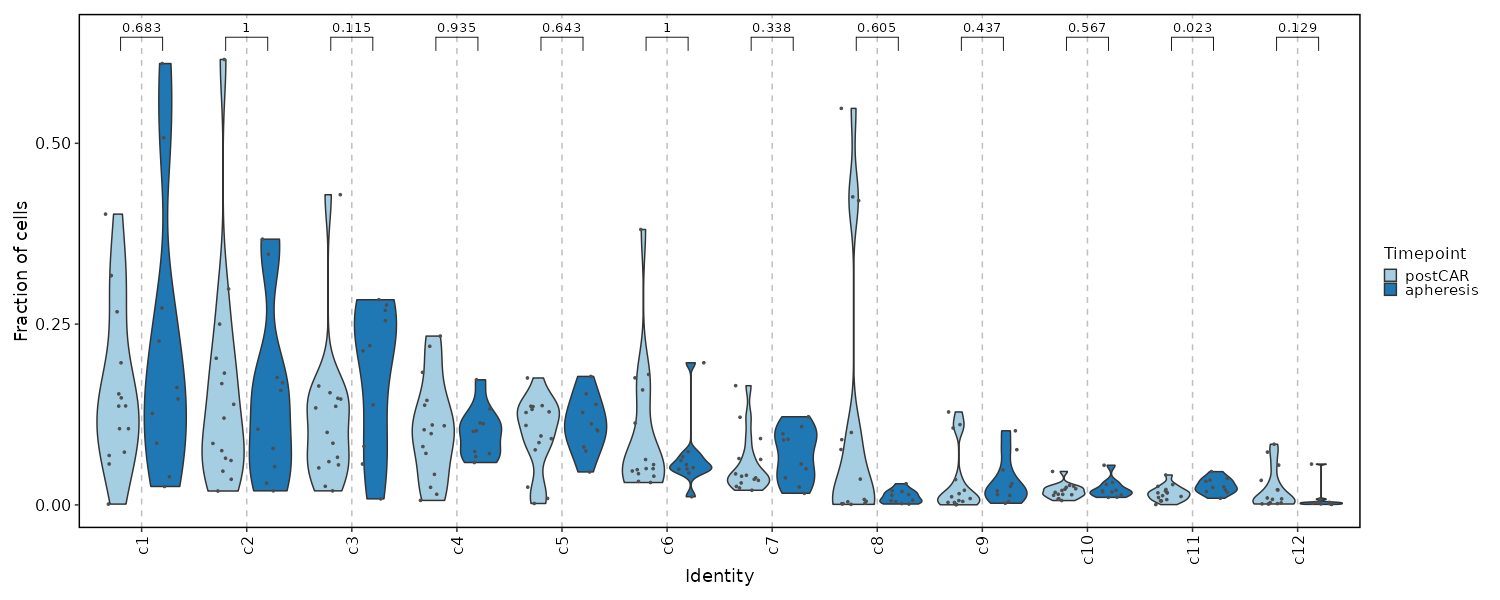 0.683 1 0.115 0.935 0.643 1 0.338 0.605 0.437 0.567 0.023 0.129
0.50
0.25
0.00
Fraction of cells
c1 c2 c3 c4 c5 c6 c7 c8 c9 c10 c11 c12
Identity
Timepoint
postCAR
apheresis